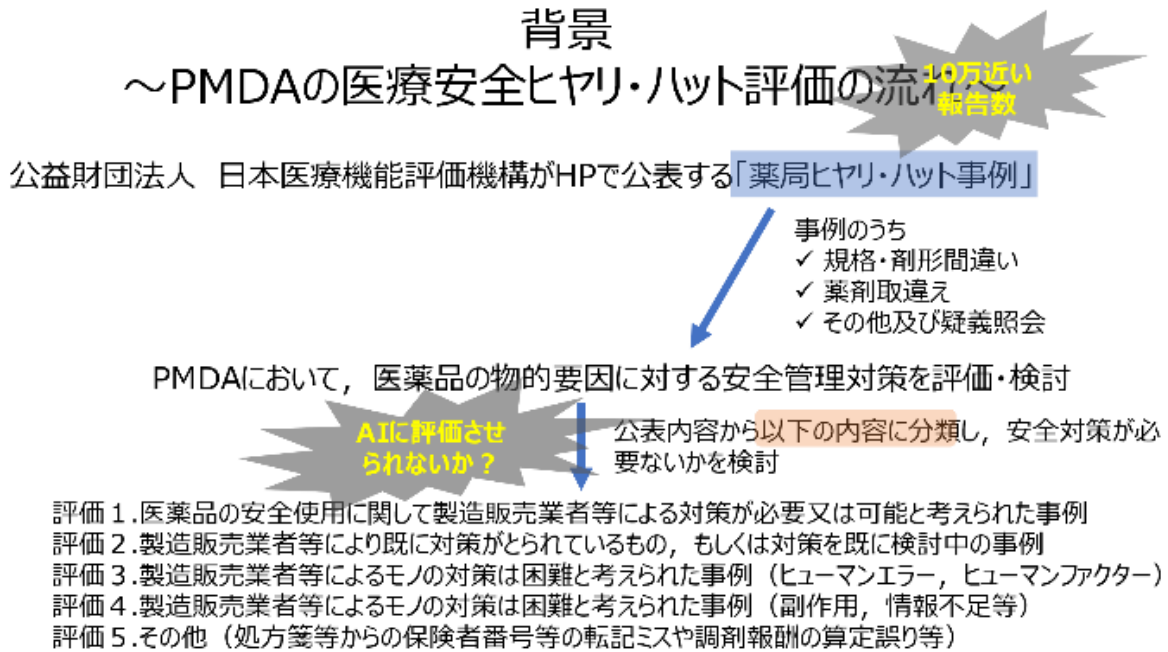 背景
～PMDAの医療安全ヒヤリ・ハット評価の流れ～
10万近い
報告数
公益財団法人　日本医療機能評価機構がHPで公表する「薬局ヒヤリ・ハット事例」
事例のうち
✓ 規格・剤形間違い
✓ 薬剤取違え
✓ その他及び疑義照会
PMDAにおいて，医薬品の物的要因に対する安全管理対策を評価・検討
AIに評価させ
られないか？
公表内容から以下の内容に分類し，安全対策が必
要ないかを検討
評価１.医薬品の安全使用に関して製造販売業者等による対策が必要又は可能と考えられた事例
評価２.製造販売業者等により既に対策がとられているもの，もしくは対策を既に検討中の事例
評価３.製造販売業者等によるモノの対策は困難と考えられた事例（ヒューマンエラー，ヒューマンファクター）
評価４.製造販売業者等によるモノの対策は困難と考えられた事例（副作用，情報不足等）
評価５.その他（処方箋等からの保険者番号等の転記ミスや調剤報酬の算定誤り等）